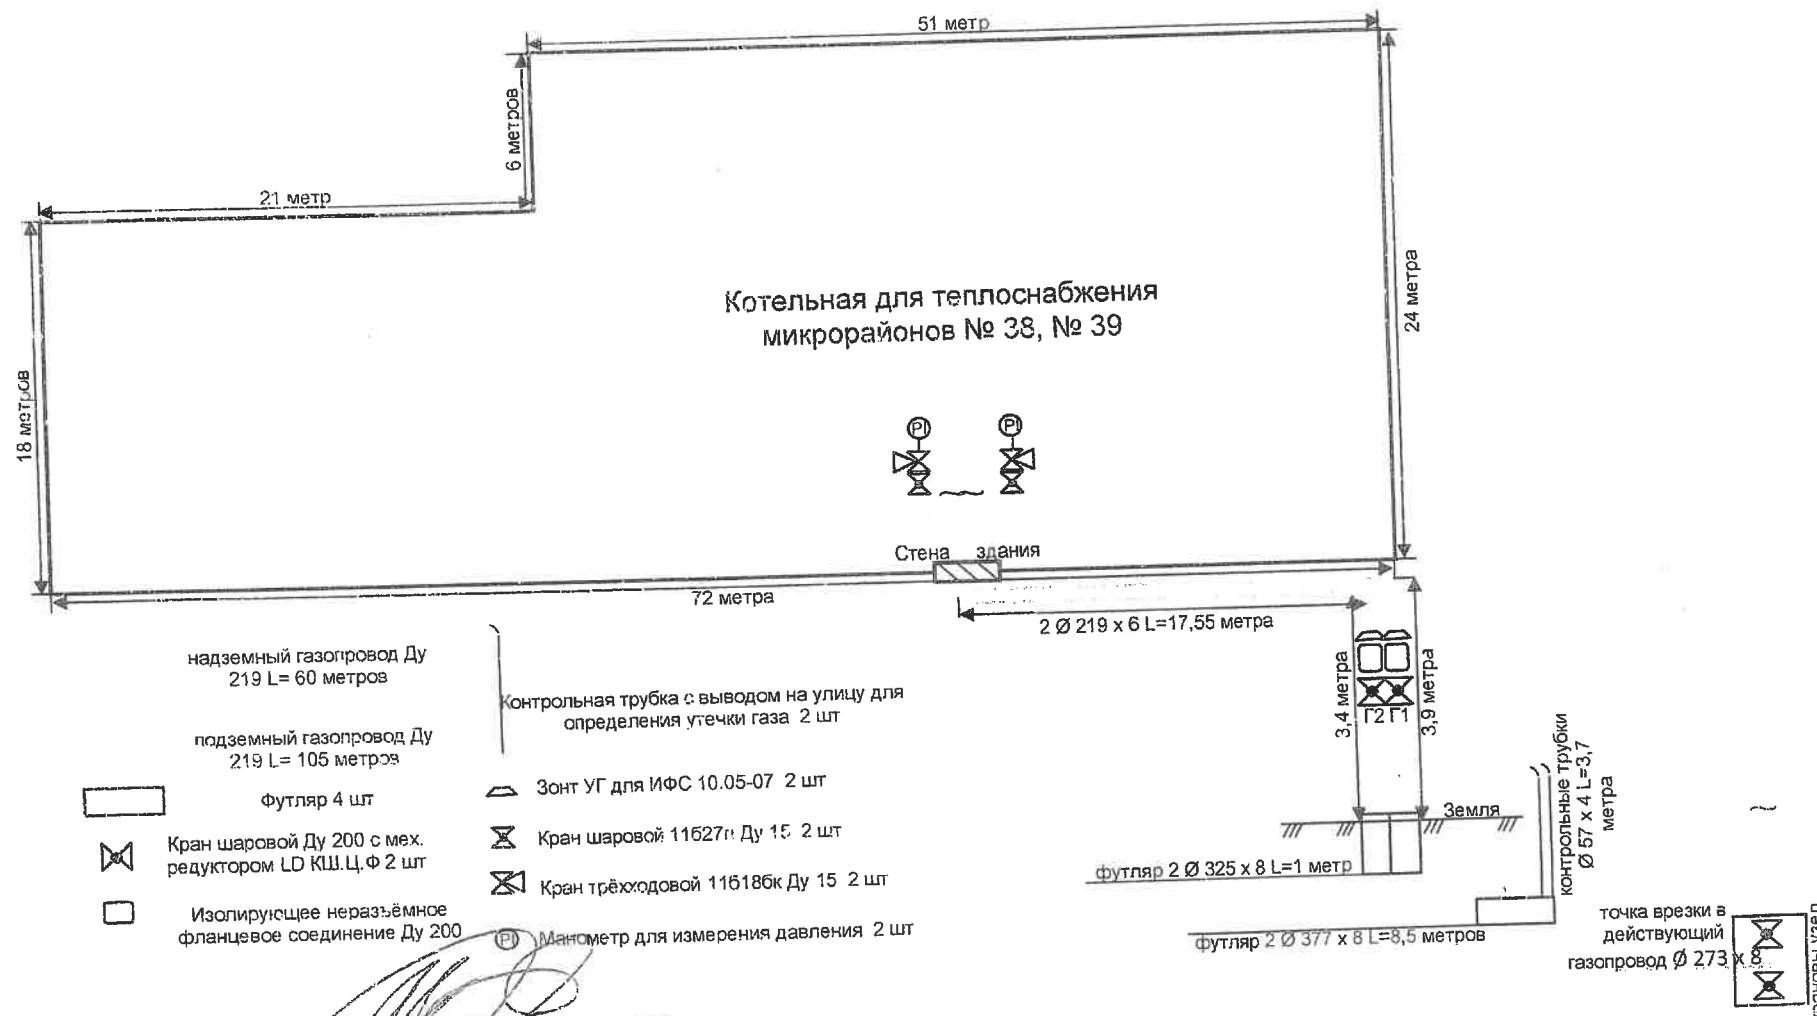 51 метр
6 метров
21 метр
18 метров
24 метра
Котельная для теплоснабжения
микрорайонов № 38, № 39
PI
PI
Стена здания
72 метра
2 Ø 219 x 6 L=17,55 метра
3,4 метра
3,9 метра
Г2 Г1
надземный газопровод Ду
219 L= 60 метров
подземный газопровод Ду
219 L= 105 метров
Футляр 4 шт
Кран шаровой Ду 200 с мех.
редуктором LD КШ.Ц.Ф 2 шт
Изолирующее неразъёмное
фланцевое соединение Ду 200
Контрольная трубка с выводом на улицу для
определения утечки газа 2 шт
Зонт УГ для ИФС 10.05-07 2 шт
Кран шаровой 11б27п Ду 15 2 шт
Кран трёхходовой 11б18бк Ду 15 2 шт
PI
Манометр для измерения давления 2 шт
Земля
футляр 2 Ø 325 x 8 L=1 метр
футляр 2 Ø 377 x 8 L=8,5 метров
контрольные трубки
Ø 57 x 4 L=3,7
метра
точка врезки в
действующий
газопровод Ø 273 x 8
узел